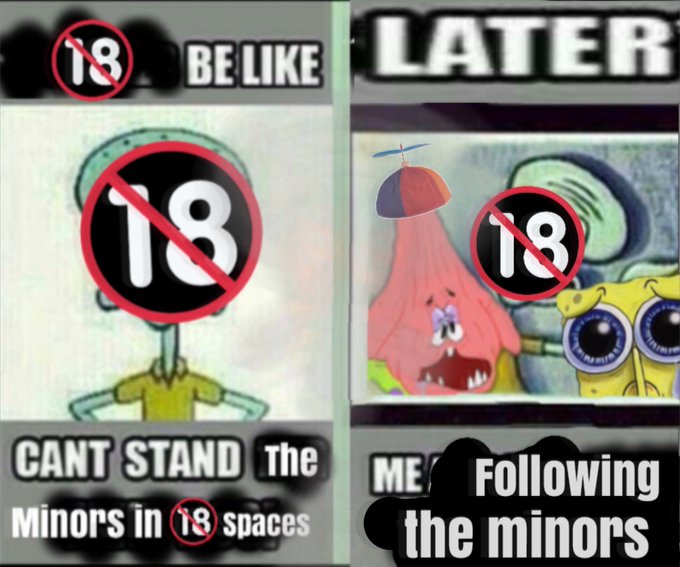 18 BE LIKE
18
CANT STAND The
Minors in 18 spaces
LATER
18
ME Following
the minors